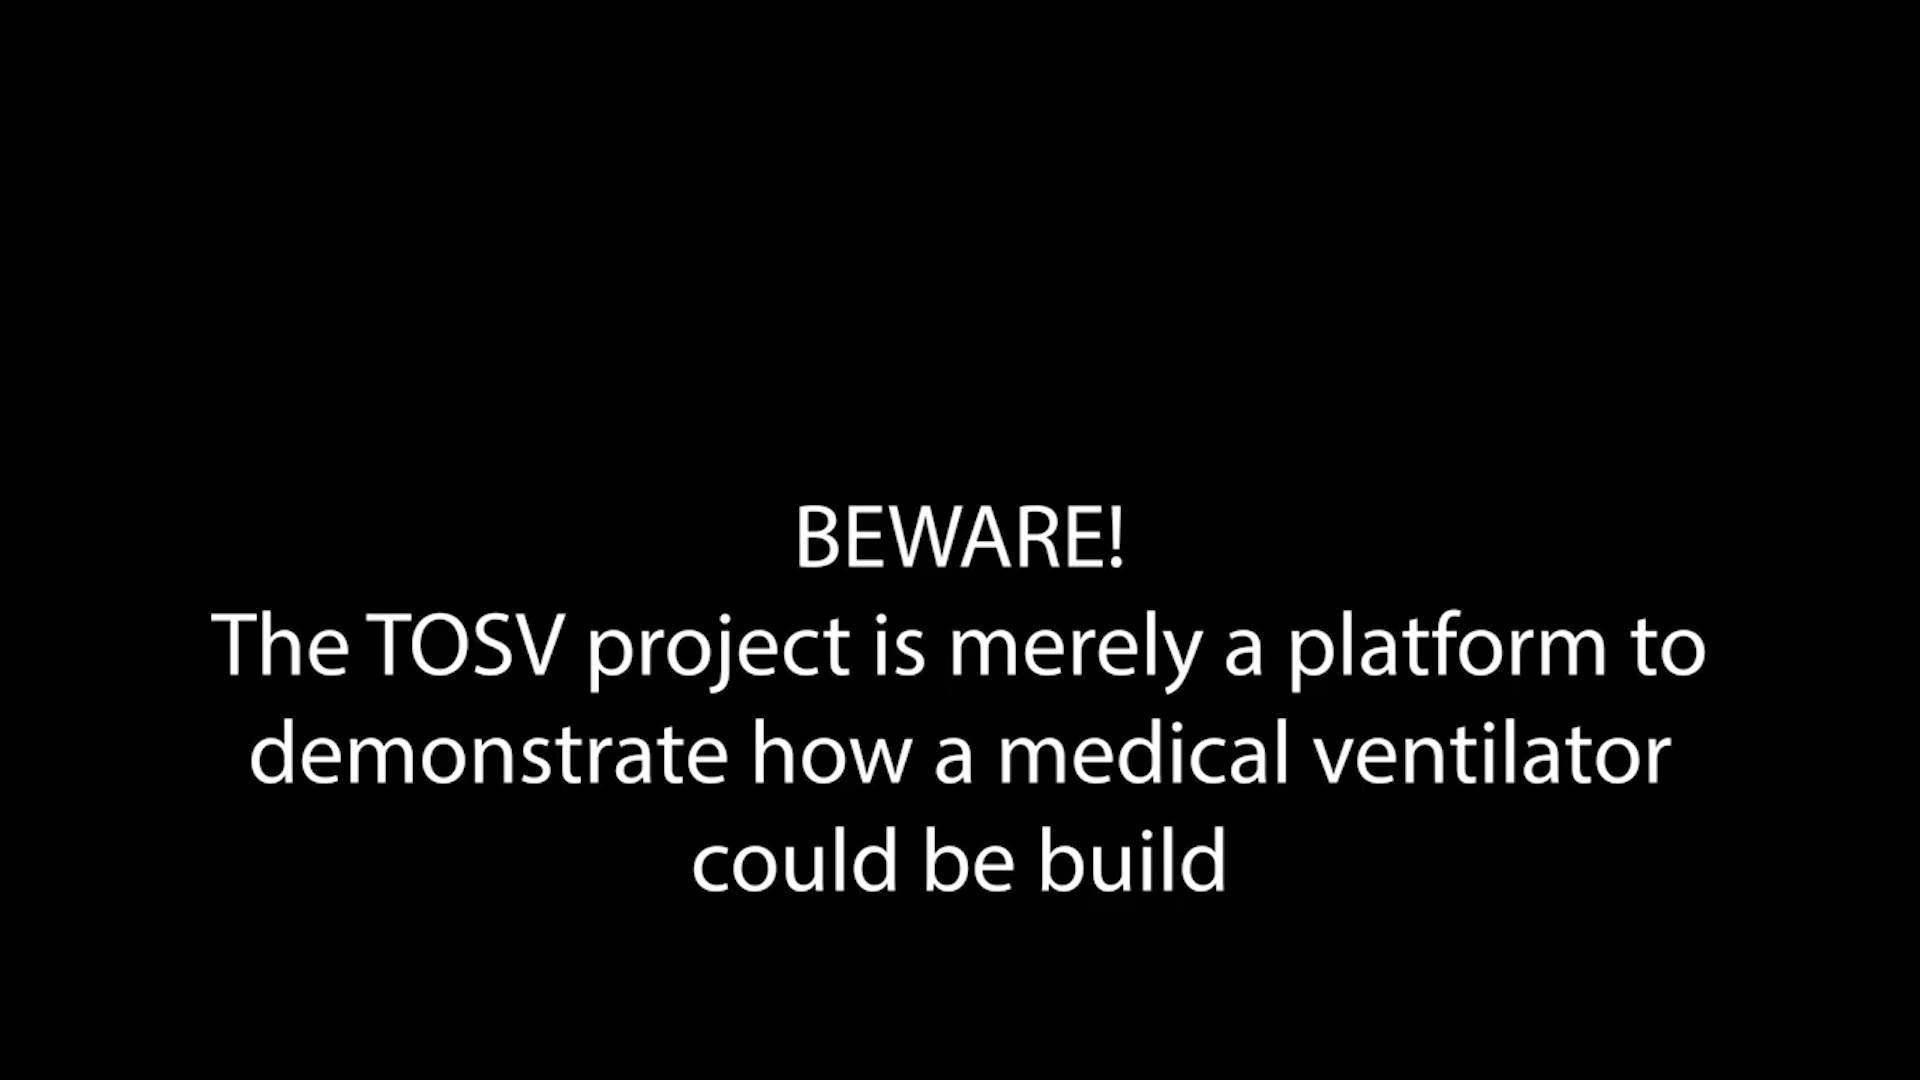 BEWARE!
The TOSV project is merely a platform to
demonstrate how a medical ventilator
could be build